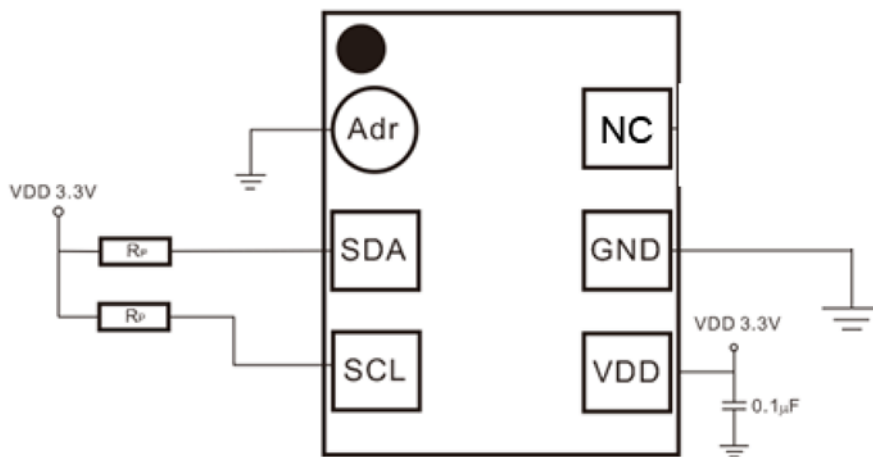 Adr
NC
VDD 3.3V
Rₚ
SDA
GND
Rₚ
VDD 3.3V
SCL
VDD
0.1μF